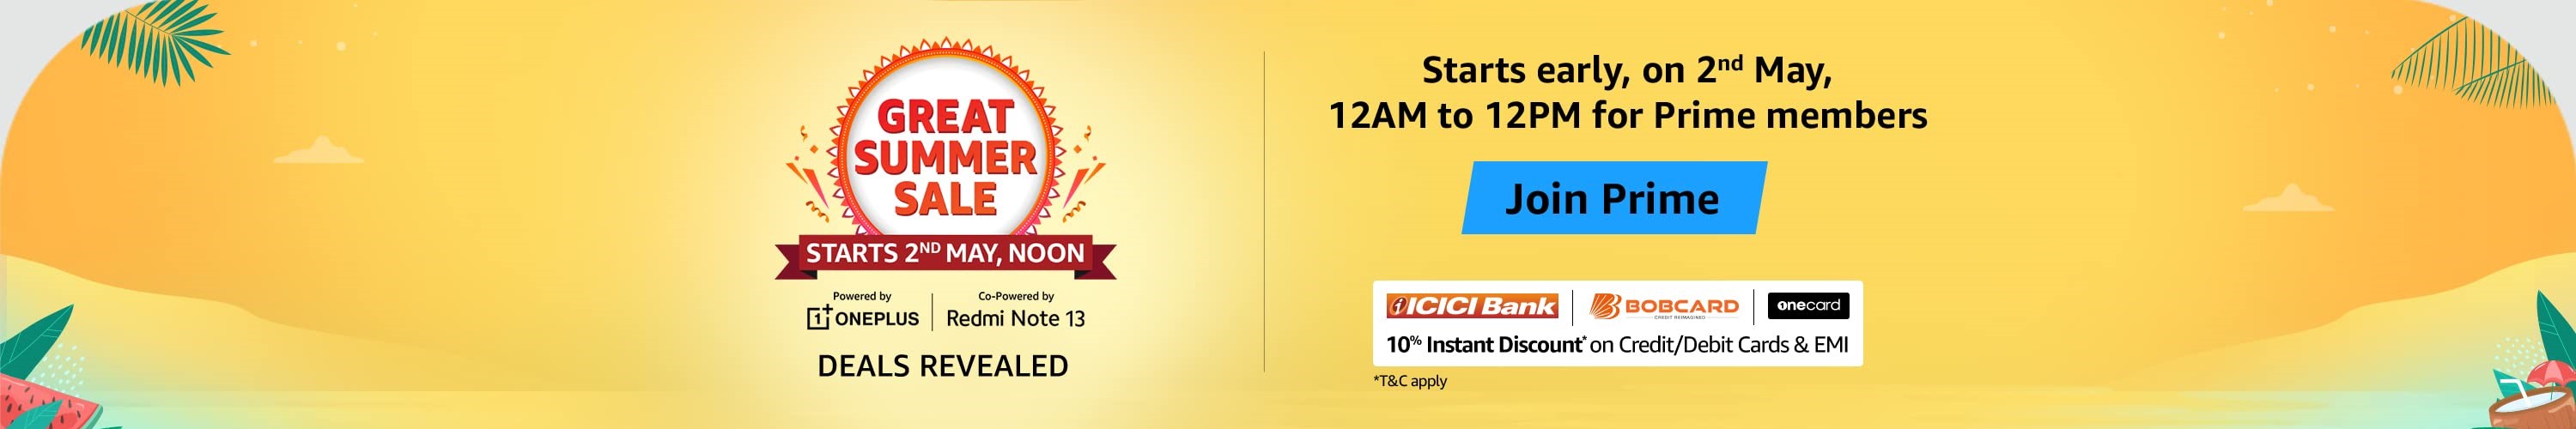 GREAT
SUMMER
SALE
STARTS 2ND MAY, NOON
Powered by
ONEPLUS
Co-Powered by
Redmi Note 13
DEALS REVEALED
Starts early, on 2nd May,
12AM to 12PM for Prime members
Join Prime
ICICI Bank
BOBCARD
CREDIT REIMAGINED
onecard
10% Instant Discount* on Credit/Debit Cards & EMI
*T&C apply